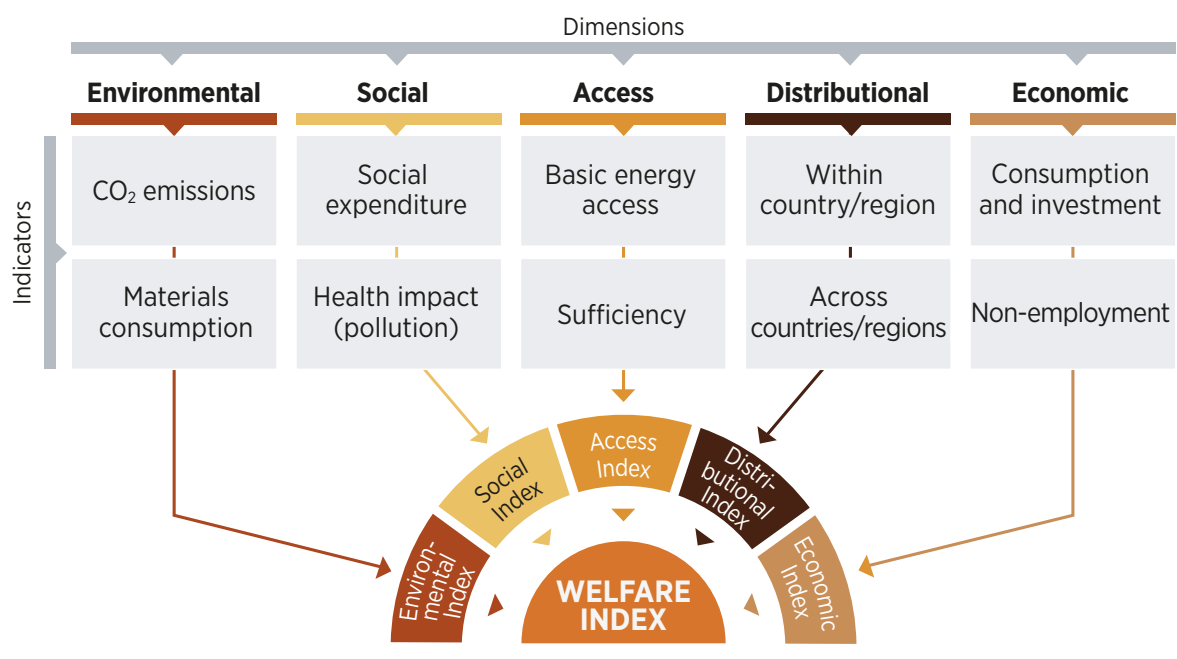 Dimensions
Environmental
Social
Access
Distributional
Economic
Indicators
CO₂ emissions
Social
expenditure
Basic energy
access
Within
country/region
Consumption
and investment
Materials
consumption
Health impact
(pollution)
Sufficiency
Across
countries/regions
Non-employment
Environ-
mental
Index
Social
Index
Access
Index
Distri-
butional
Index
Economic
Index
WELFARE
INDEX